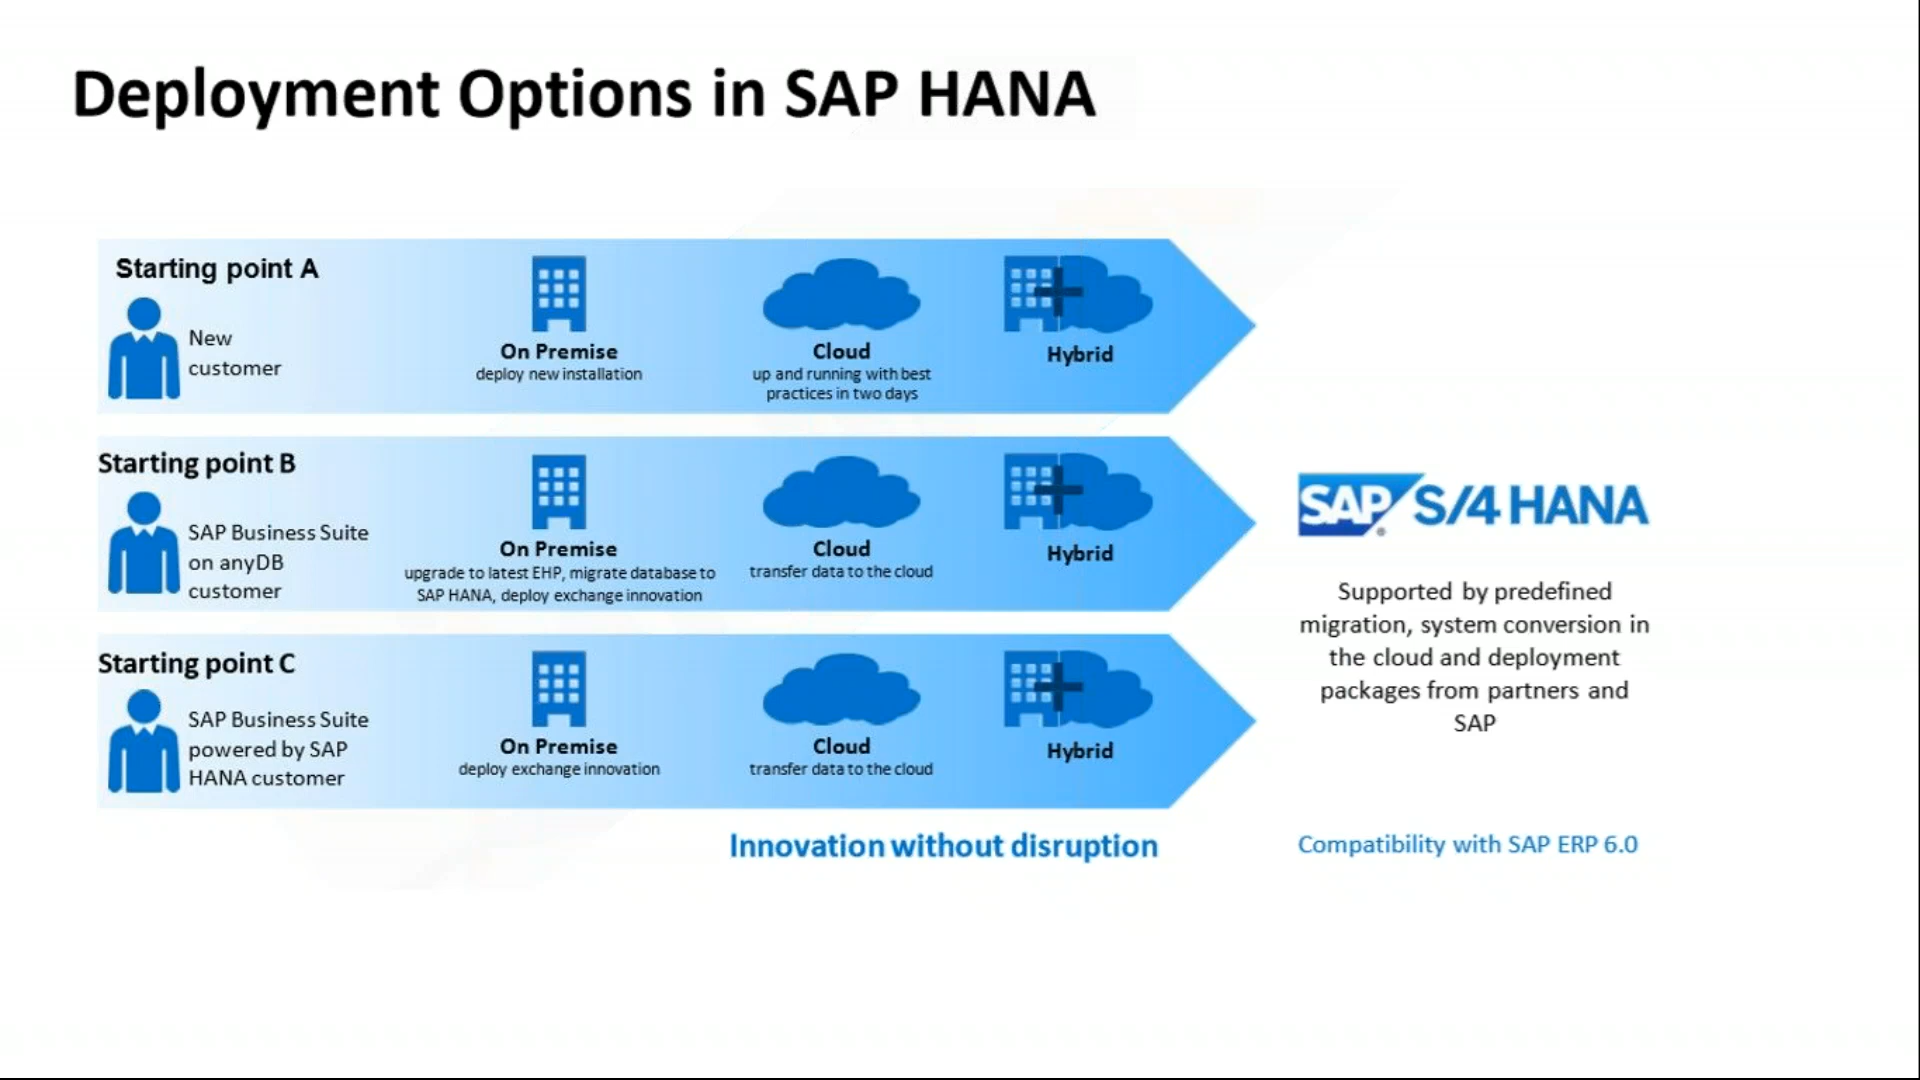 Deployment Options in SAP HANA
Starting point A
New
customer
On Premise
deploy new installation
Cloud
up and running with best
practices in two days
Hybrid
Starting point B
SAP Business Suite
on anyDB
customer
On Premise
upgrade to latest EHP, migrate database to
SAP HANA, deploy exchange innovation
Cloud
transfer data to the cloud
Hybrid
Starting point C
SAP Business Suite
powered by SAP
HANA customer
On Premise
deploy exchange innovation
Cloud
transfer data to the cloud
Hybrid
Innovation without disruption
SAP® S/4 HANA
Supported by predefined
migration, system conversion in
the cloud and deployment
packages from partners and
SAP
Compatibility with SAP ERP 6.0